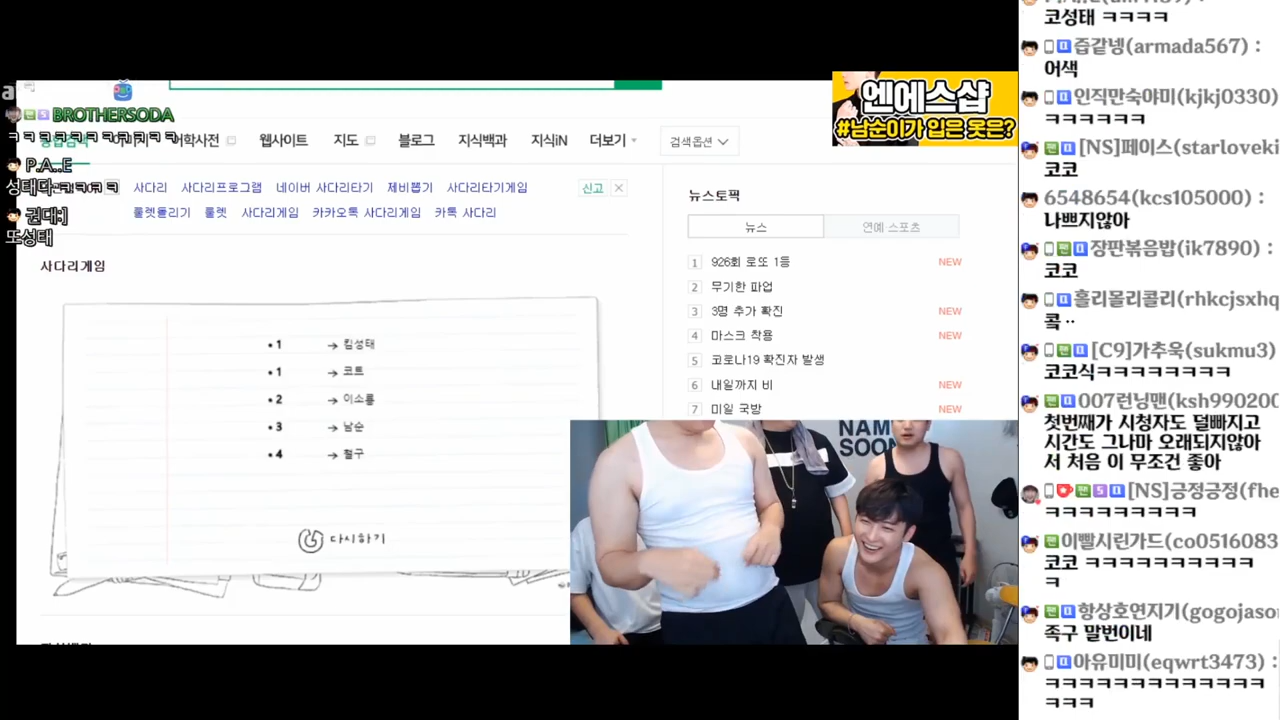 BROTHERSODA
ㅋㅋㅋㅋㅋㅋㅋㅋㅋㅋㅋ
P.A..E
성태다ㅋㅋㅋㅋ
권대:]
또성태
어학사전
웹사이트
지도
블로그
지식백과
지식iN
더보기
검색옵션
사다리
사다리프로그램
네이버 사다리타기
제비뽑기
사다리타기게임
신고
룰렛돌리기
룰렛
사다리게임
카카오톡 사다리게임
카톡 사다리
사다리게임
1 → 킴성태
1 → 코트
2 → 이소룡
3 → 남순
4 → 철구
다시하기
엔에스샵
#남순이가 입은 옷은?
뉴스토픽
뉴스
연예 스포츠
1 926회 로또 1등 NEW
2 무기한 파업
3 3명 추가 확진 NEW
4 마스크 착용 NEW
5 코로나19 확진자 발생
6 내일까지 비 NEW
7 미일 국방 NEW
NAM
SOON
코성태 ㅋㅋㅋㅋ
즙같넹(armada567) :
어색
인직만숙야미(kjkj0330)
ㅋㅋㅋㅋㅋㅋ
[NS]페이스(starloveki
코코
6548654(kcs105000) :
나쁘지않아
장판볶음밥(ik7890) :
코코
홀리몰리콜리(rhkcjsxhq
콕 ··
[C9]가추욱(sukmu3)
코코식ㅋㅋㅋㅋㅋㅋㅋㅋ
007런닝맨(ksh990200
첫번째가 시청자도 덜빠지고
시간도 그나마 오래되지않아
서 처음 이 무조건 좋아
[NS]긍정긍정(fhe
ㅋㅋㅋㅋㅋㅋㅋㅋㅋ
이빨시린가드(co0516083
코코 ㅋㅋㅋㅋㅋㅋㅋㅋㅋㅋ
ㅋ
항상호연지기(gogojaso
족구 말번이네
아유미미(eqwrt3473) :
ㅋㅋㅋㅋㅋㅋㅋㅋㅋㅋㅋㅋㅋ
ㅋㅋㅋ